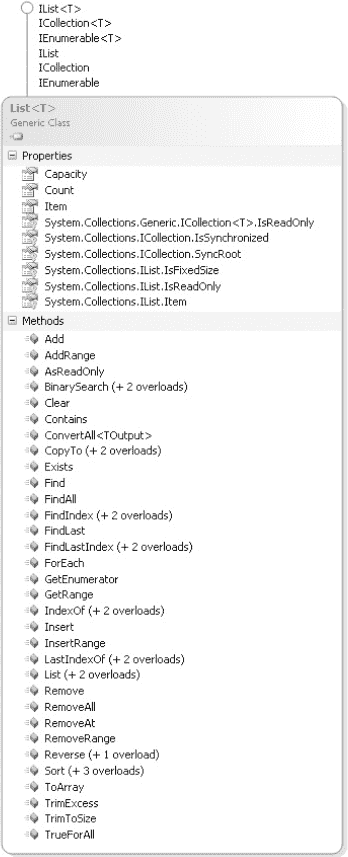 IList<T>
ICollection<T>
IEnumerable<T>
IList
ICollection
IEnumerable
List<T>
Generic Class
Properties
Capacity
Count
Item
System.Collections.Generic.ICollection<T>.IsReadOnly
System.Collections.ICollection.IsSynchronized
System.Collections.ICollection.SyncRoot
System.Collections.IList.IsFixedSize
System.Collections.IList.IsReadOnly
System.Collections.IList.Item
Methods
Add
AddRange
AsReadOnly
BinarySearch (+ 2 overloads)
Clear
Contains
ConvertAll<TOutput>
CopyTo (+ 2 overloads)
Exists
Find
FindAll
FindIndex (+ 2 overloads)
FindLast
FindLastIndex (+ 2 overloads)
ForEach
GetEnumerator
GetRange
IndexOf (+ 2 overloads)
Insert
InsertRange
LastIndexOf (+ 2 overloads)
List (+ 2 overloads)
Remove
RemoveAll
RemoveAt
RemoveRange
Reverse (+ 1 overload)
Sort (+ 3 overloads)
ToArray
TrimExcess
TrimToSize
TrueForAll